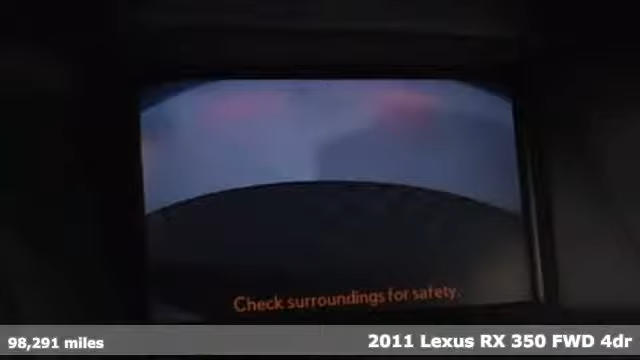 Check surroundings for safety.
98,291 miles
2011 Lexus RX 350 FWD 4dr